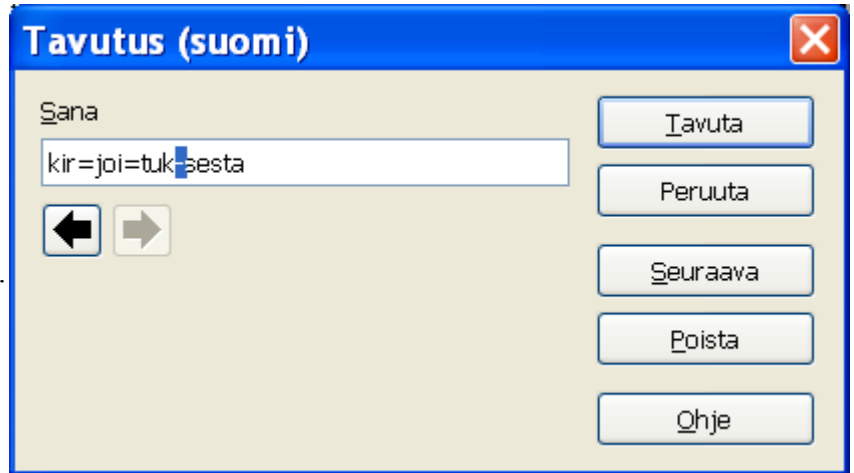 Tavutus (suomi)
Sana
kir=joi=tuk-sesta
Tavuta
Peruuta
Seuraava
Poista
Ohje